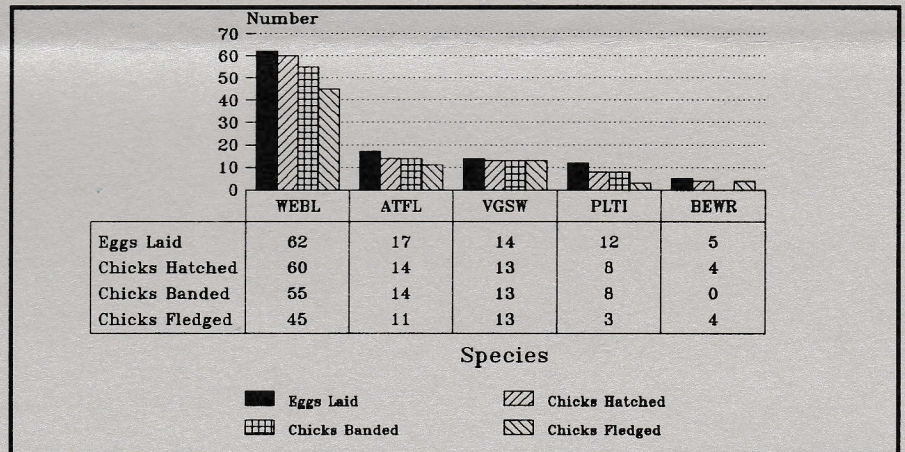 Number
70
60
50
40
30
20
10
0
WEBL ATFL VGSW PLTI BEWR
Eggs Laid 62 17 14 12 5
Chicks Hatched 60 14 13 8 4
Chicks Banded 55 14 13 8 0
Chicks Fledged 45 11 13 3 4
Species
Eggs Laid Chicks Hatched
Chicks Banded Chicks Fledged